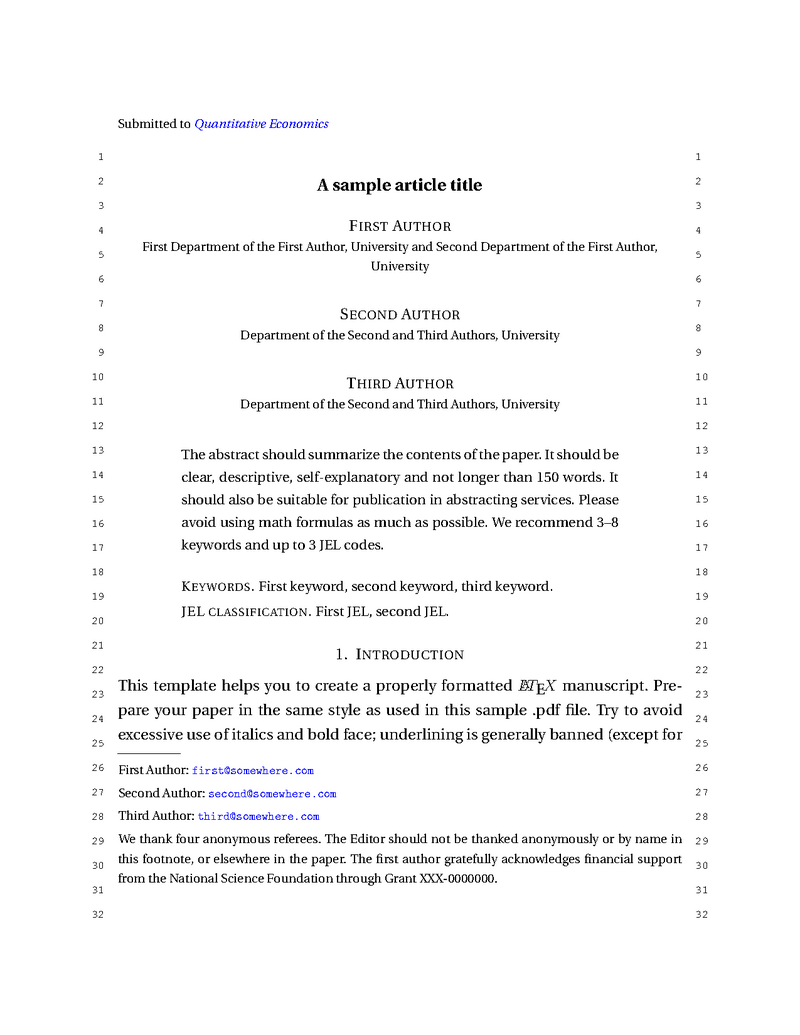 Submitted to Quantitative Economics
1 1
2 A sample article title 2
3 3
4 FIRST AUTHOR 4
5 First Department of the First Author, University and Second Department of the First Author, 5
University
6 6
7 7
SECOND AUTHOR
8 Department of the Second and Third Authors, University 8
9 9
10 THIRD AUTHOR 10
11 Department of the Second and Third Authors, University 11
12 12
13 The abstract should summarize the contents of the paper. It should be 13
14 clear, descriptive, self-explanatory and not longer than 150 words. It 14
15 should also be suitable for publication in abstracting services. Please 15
16 avoid using math formulas as much as possible. We recommend 3–8 16
17 keywords and up to 3 JEL codes. 17
18 18
KEYWORDS. First keyword, second keyword, third keyword.
19 19
JEL CLASSIFICATION. First JEL, second JEL.
20 20
21 1. INTRODUCTION 21
22 22
23 This template helps you to create a properly formatted LATEX manuscript. Pre- 23
24 pare your paper in the same style as used in this sample .pdf file. Try to avoid 24
25 excessive use of italics and bold face; underlining is generally banned (except for 25
26 First Author: first@somewhere.com 26
27 Second Author: second@somewhere.com 27
28 Third Author: third@somewhere.com 28
29 We thank four anonymous referees. The Editor should not be thanked anonymously or by name in 29
30 this footnote, or elsewhere in the paper. The first author gratefully acknowledges financial support 30
from the National Science Foundation through Grant XXX-0000000.
31 31
32 32